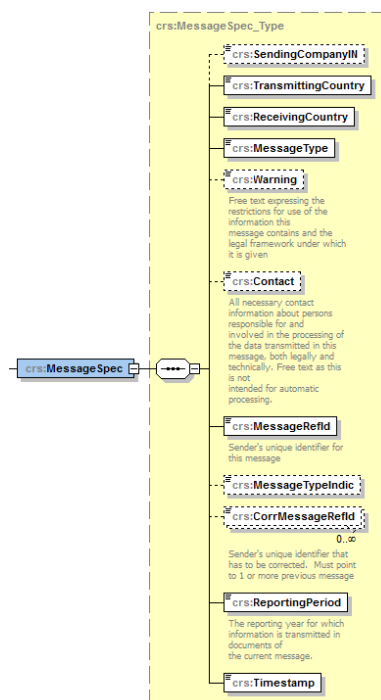 crs:MessageSpec_Type
crs:SendingCompanyIN
crs:TransmittingCountry
crs:ReceivingCountry
crs:MessageType
crs:Warning
Free text expressing the
restrictions for use of the
information this
message contains and the
legal framework under which
it is given
crs:Contact
All necessary contact
information about persons
responsible for and
involved in the processing of
the data transmitted in this
message, both legally and
technically. Free text as this
is not
intended for automatic
processing.
crs:MessageSpec
crs:MessageRefId
Sender's unique identifier for
this message
crs:MessageTypeIndic
crs:CorrMessageRefId
0..∞
Sender's unique identifier that
has to be corrected.  Must point
to 1 or more previous message
crs:ReportingPeriod
The reporting year for which
information is transmitted in
documents of
the current message.
crs:Timestamp